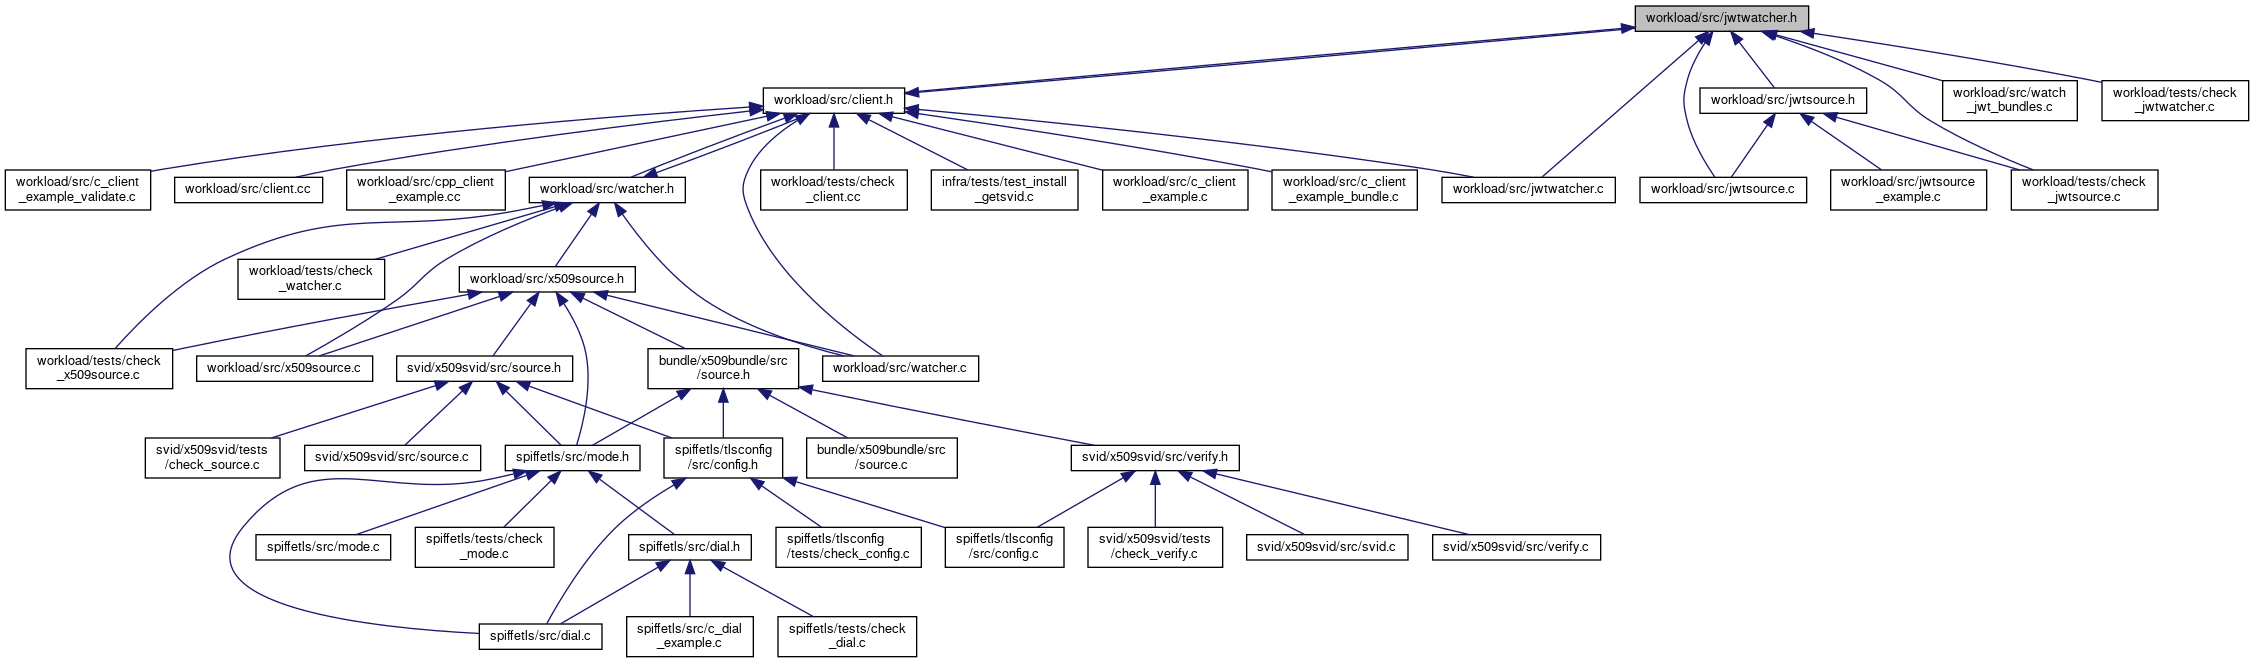 workload/src/jwtwatcher.h
workload/src/client.h
workload/src/jwtsource.h
workload/src/watch
_jwt_bundles.c
workload/tests/check
_jwtwatcher.c
workload/src/c_client
_example_validate.c
workload/src/client.cc
workload/src/cpp_client
_example.cc
workload/src/watcher.h
workload/tests/check
_client.cc
infra/tests/test_install
_getsvid.c
workload/src/c_client
_example.c
workload/src/c_client
_example_bundle.c
workload/src/jwtwatcher.c
workload/src/jwtsource.c
workload/src/jwtsource
_example.c
workload/tests/check
_jwtsource.c
workload/tests/check
_watcher.c
workload/src/x509source.h
workload/tests/check
_x509source.c
workload/src/x509source.c
svid/x509svid/src/source.h
bundle/x509bundle/src
/source.h
workload/src/watcher.c
svid/x509svid/tests
/check_source.c
svid/x509svid/src/source.c
spiffetls/src/mode.h
spiffetls/tlsconfig
/src/config.h
bundle/x509bundle/src
/source.c
svid/x509svid/src/verify.h
spiffetls/src/mode.c
spiffetls/tests/check
_mode.c
spiffetls/src/dial.h
spiffetls/tlsconfig
/tests/check_config.c
spiffetls/tlsconfig
/src/config.c
svid/x509svid/tests
/check_verify.c
svid/x509svid/src/svid.c
svid/x509svid/src/verify.c
spiffetls/src/dial.c
spiffetls/src/c_dial
_example.c
spiffetls/tests/check
_dial.c